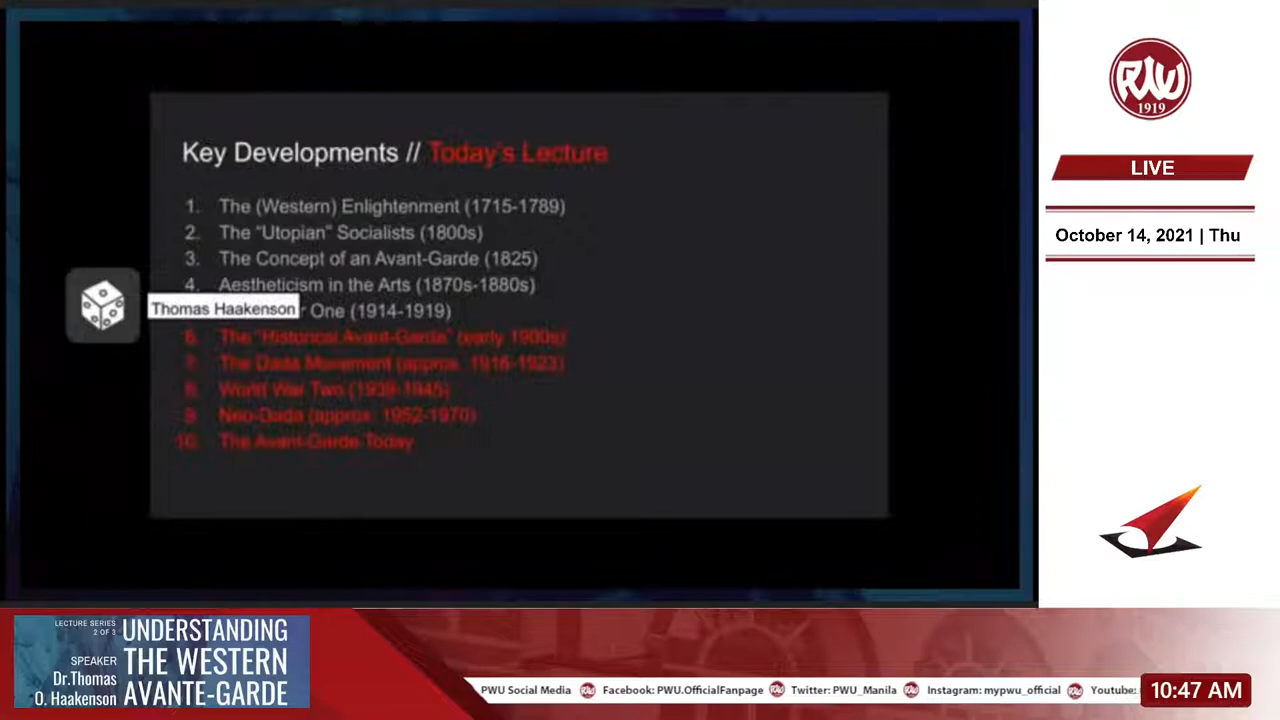 Key Developments // Today's Lecture
1. The (Western) Enlightenment (1715-1789)
2. The “Utopian” Socialists (1800s)
3. The Concept of an Avant-Garde (1825)
4. Aestheticism in the Arts (1870s-1880s)
Thomas Haakenson
One (1914-1919)
6. The “Historical Avant-Garde” (early 1900s)
7. The Dada Movement (approx. 1916-1923)
8. World War Two (1939-1945)
9. Neo-Dada (approx. 1952-1970)
10. The Avant-Garde Today
PWU
1919
LIVE
October 14, 2021 | Thu
LECTURE SERIES
2 OF 3
UNDERSTANDING
THE WESTERN
AVANTE-GARDE
SPEAKER
Dr.Thomas
O. Haakenson
PWU Social Media
Facebook: PWU.OfficialFanpage
Twitter: PWU_Manila
Instagram: mypwu_official
Youtube:
10:47 AM